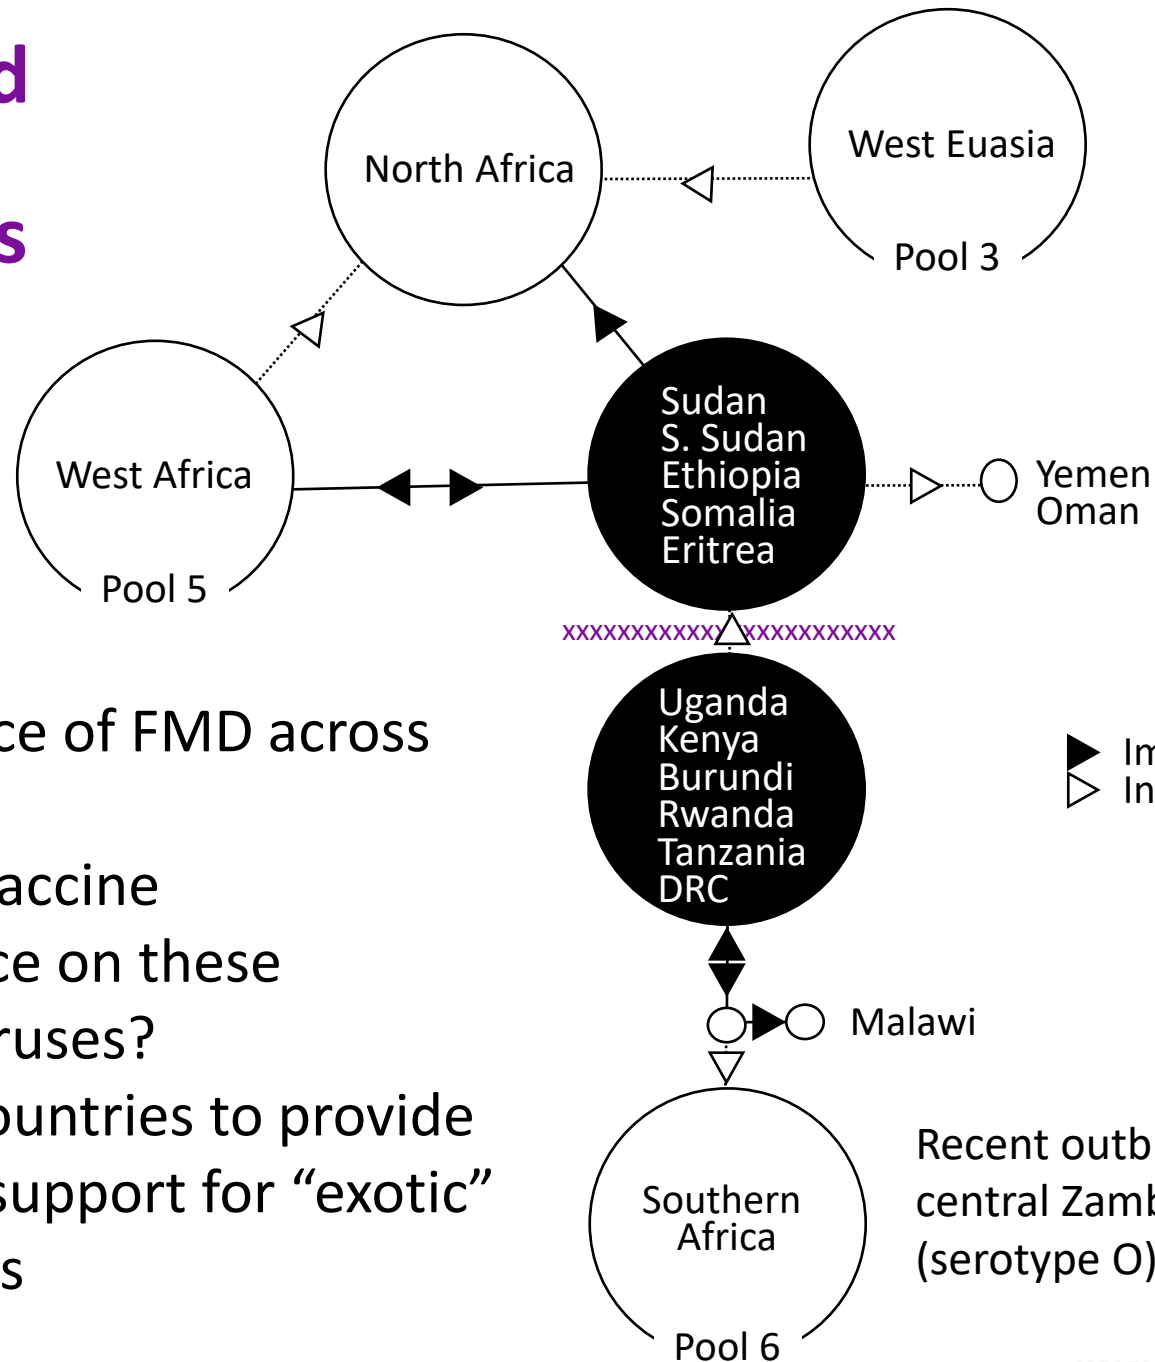 d
s
North Africa
West Euasia
Pool 3
West Africa
Pool 5
Sudan
S. Sudan
Ethiopia
Somalia
Eritrea
Yemen
Oman
xxxxxxxxxxxx xxxxxxxxxxx
Uganda
Kenya
Burundi
Rwanda
Tanzania
DRC
Im
In
ce of FMD across
accine
ce on these
ruses?
ountries to provide
support for “exotic”
s
Malawi
Southern
Africa
Pool 6
Recent outb
central Zamb
(serotype O)